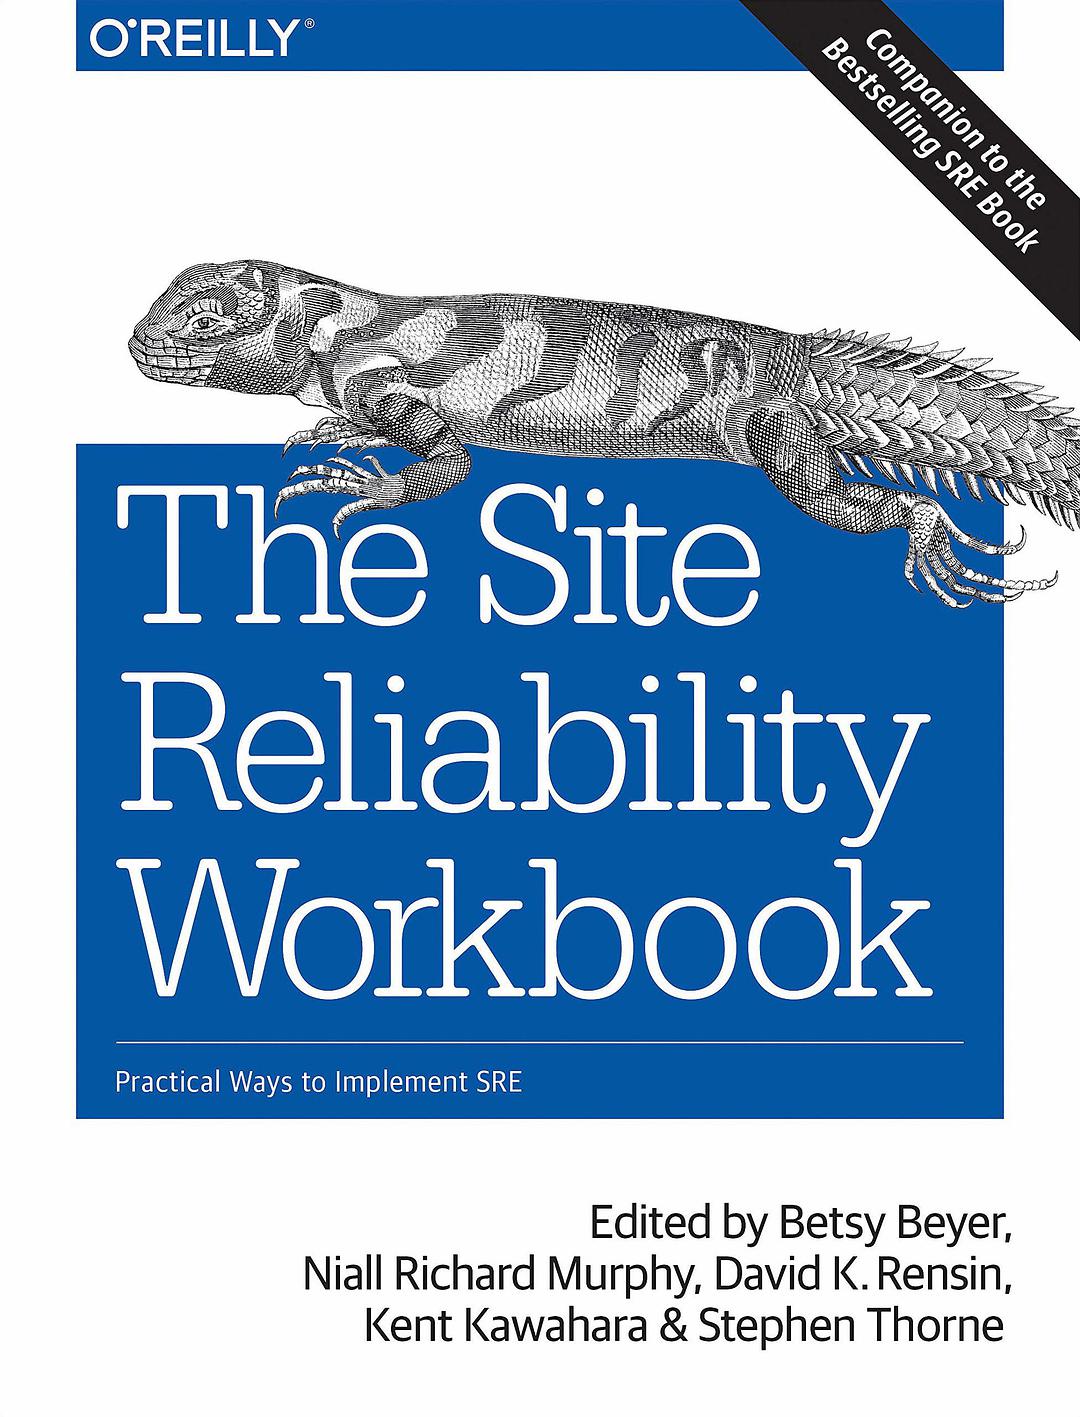 O'REILLY®
Companion to the
Bestselling SRE Book
The Site
Reliability
Workbook
Practical Ways to Implement SRE
Edited by Betsy Beyer,
Niall Richard Murphy, David K. Rensin,
Kent Kawahara & Stephen Thorne